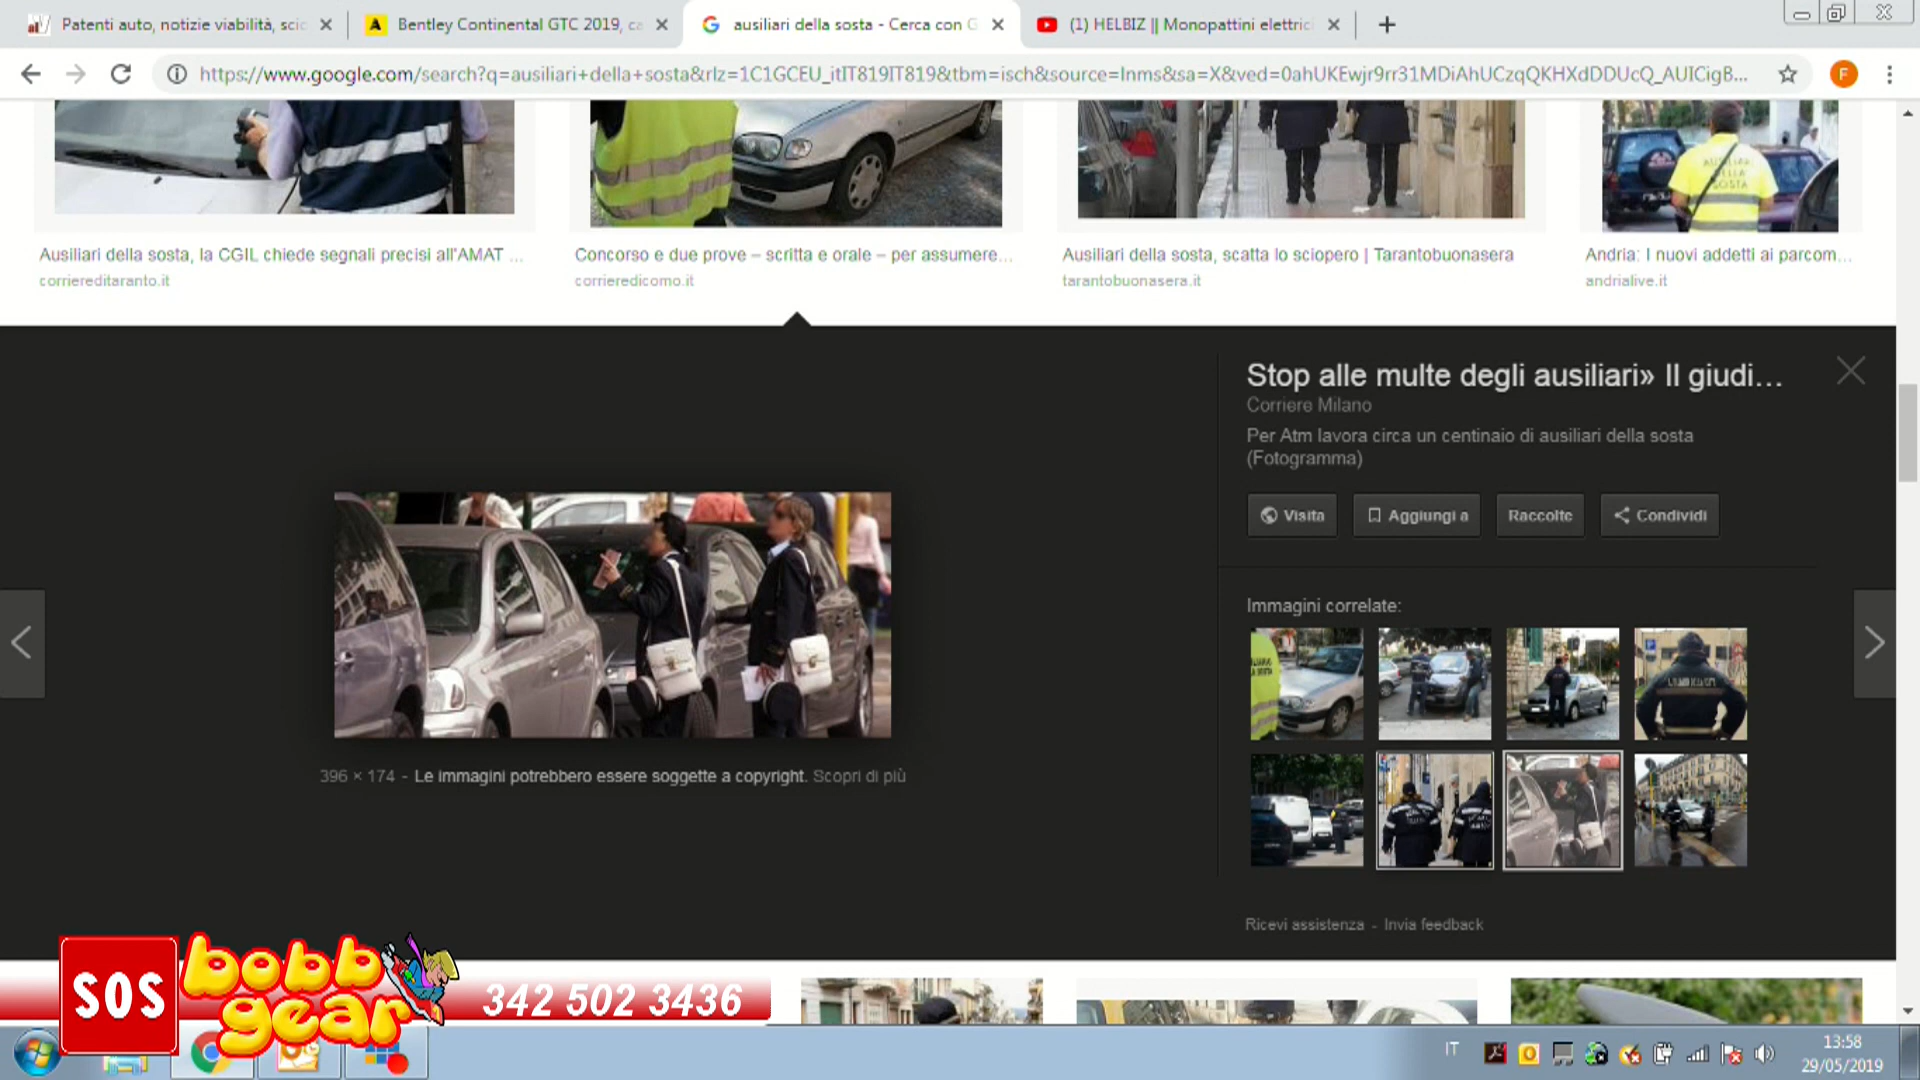 Patenti auto, notizie viabilità, scio
Bentley Continental GTC 2019, ca
ausiliari della sosta - Cerca con G
(1) HELBIZ || Monopattini elettric
https://www.google.com/search?q=ausiliari+della+sosta&rlz=1C1GCEU_itIT819IT819&tbm=isch&source=lnms&sa=X&ved=0ahUKEwjr9rr31MDiAhUCzqQKHXdDDUcQ_AUICigB...
F
AUSILIARI
DELLA
SOSTA
Ausiliari della sosta, la CGIL chiede segnali precisi all'AMAT ...
Concorso e due prove – scritta e orale – per assumere...
Ausiliari della sosta, scatta lo sciopero | Tarantobuonasera
Andria: I nuovi addetti ai parcom...
corriereditaranto.it
corrieredicomo.it
tarantobuonasera.it
andrialive.it
Stop alle multe degli ausiliari» Il giudi...
Corriere Milano
Per Atm lavora circa un centinaio di ausiliari della sosta
(Fotogramma)
Visita
Aggiungi a
Raccolte
Condividi
Immagini correlate:
396 × 174 - Le immagini potrebbero essere soggette a copyright. Scopri di più
Ricevi assistenza - Invia feedback
SOS
bobb
gear
342 502 3436
IT
13:58
29/05/2019